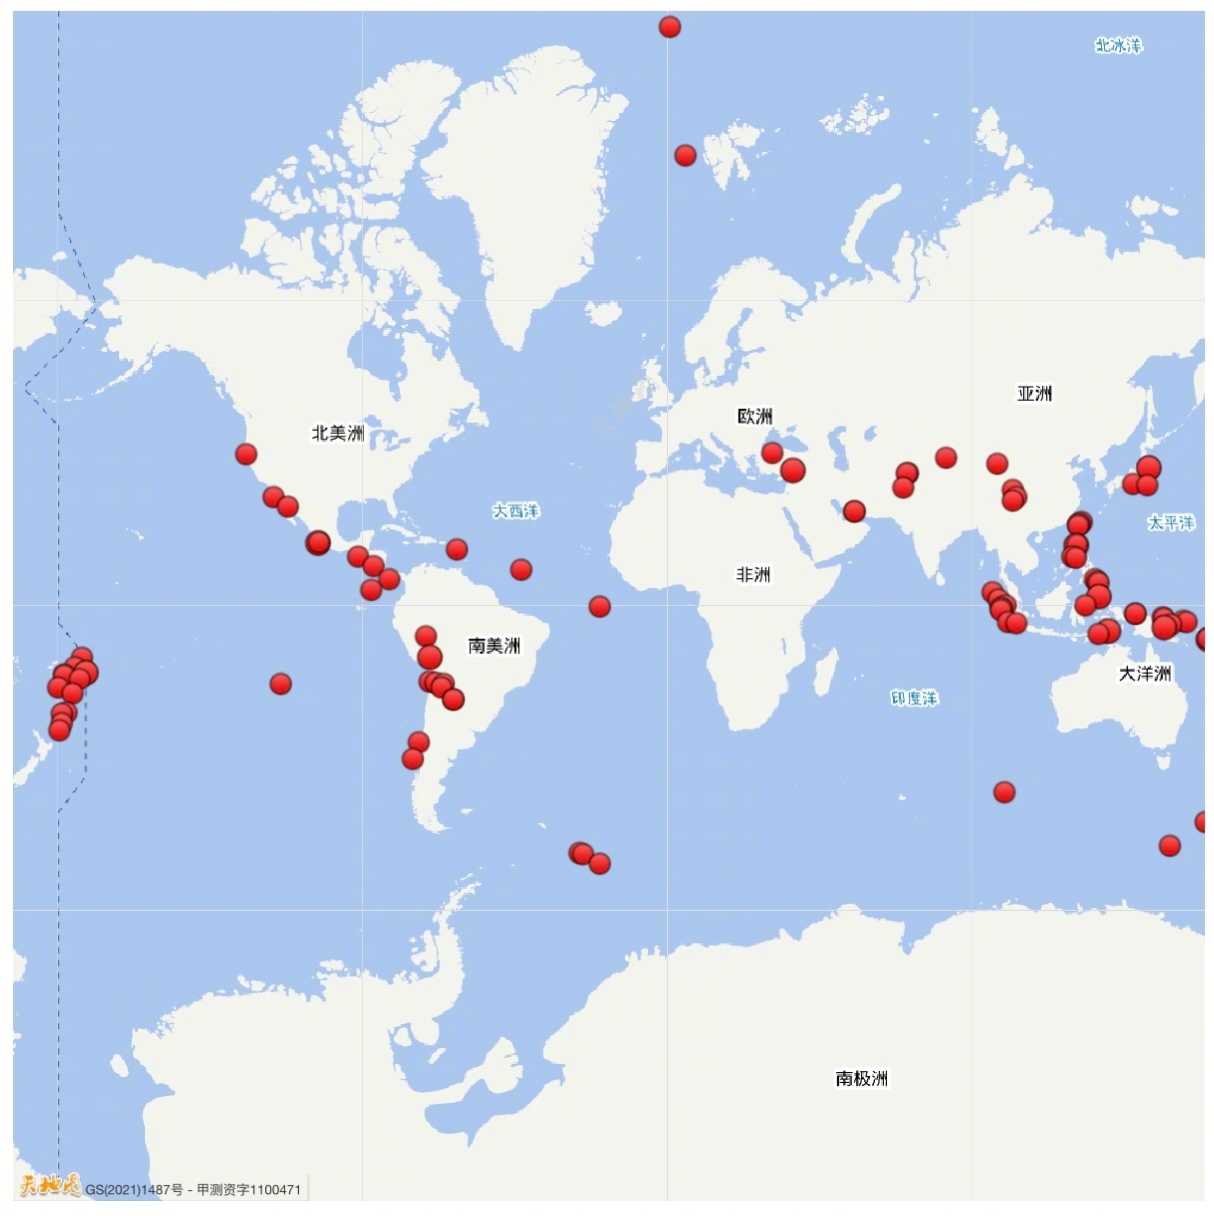 北冰洋
亚洲
欧洲
北美洲
大西洋
太平洋
非洲
南美洲
大洋洲
印度洋
南极洲
天地图
GS(2021)1487号 - 甲测资字1100471